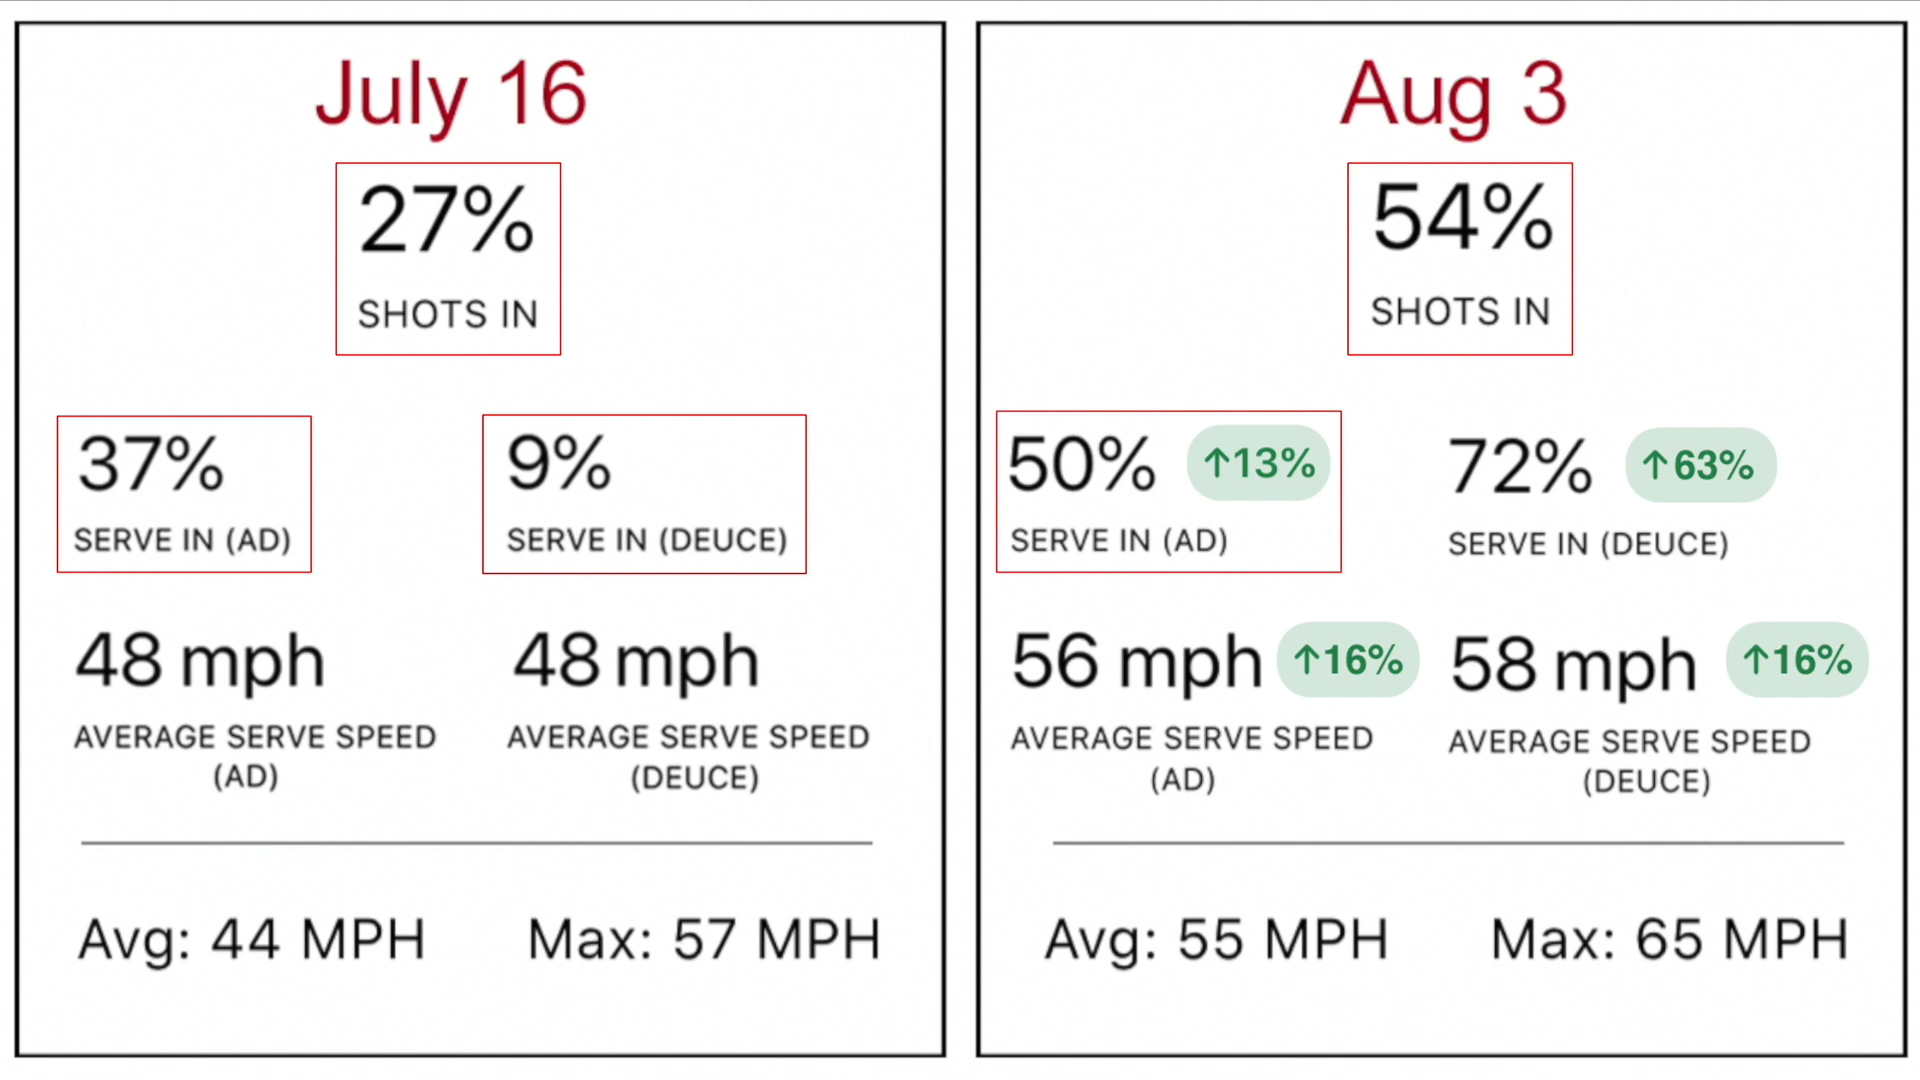 July 16
27%
SHOTS IN
37%
SERVE IN (AD)
9%
SERVE IN (DEUCE)
48 mph
AVERAGE SERVE SPEED
(AD)
48 mph
AVERAGE SERVE SPEED
(DEUCE)
Avg: 44 MPH
Max: 57 MPH
Aug 3
54%
SHOTS IN
50% ↑13%
SERVE IN (AD)
72% ↑63%
SERVE IN (DEUCE)
56 mph ↑16%
AVERAGE SERVE SPEED
(AD)
58 mph ↑16%
AVERAGE SERVE SPEED
(DEUCE)
Avg: 55 MPH
Max: 65 MPH